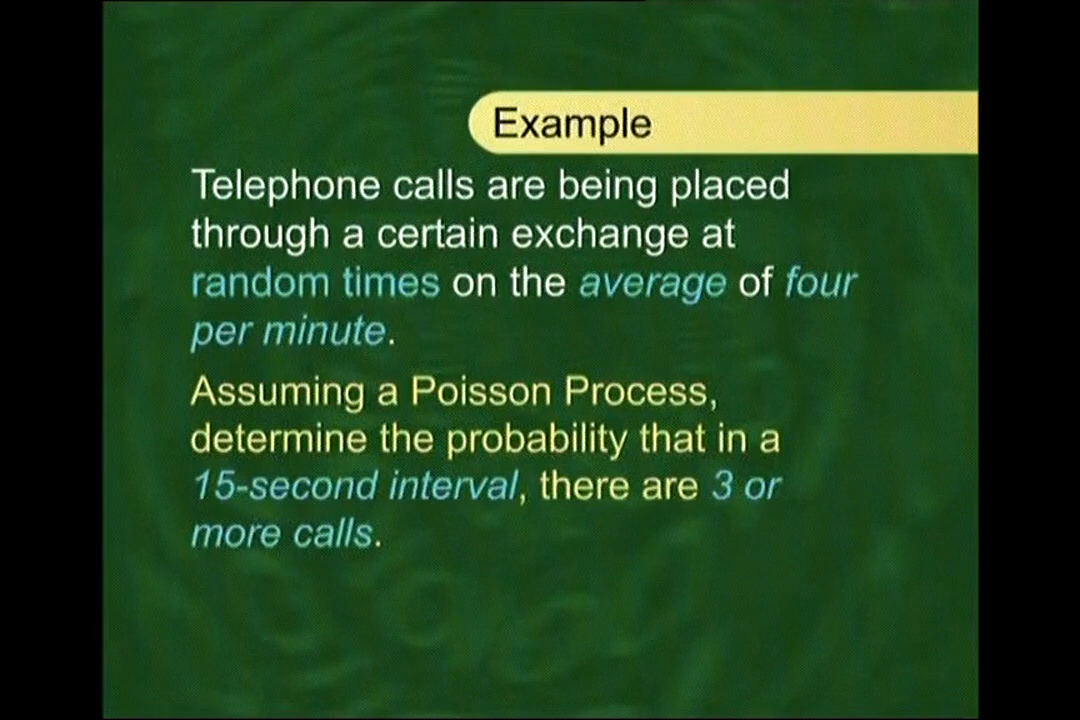 Example
Telephone calls are being placed
through a certain exchange at
random times on the average of four
per minute.
Assuming a Poisson Process,
determine the probability that in a
15-second interval, there are 3 or
more calls.